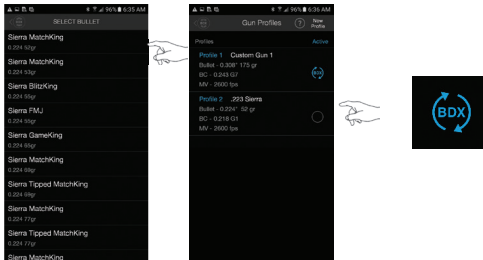 96% 6:35 AM
SELECT BULLET
Sierra MatchKing
0.224 52gr
Sierra MatchKing
0.224 53gr
Sierra BlitzKing
0.224 55gr
Sierra FMJ
0.224 55gr
Sierra GameKing
0.224 65gr
Sierra MatchKing
0.224 69gr
Sierra Tipped MatchKing
0.224 69gr
Sierra MatchKing
0.224 77gr
Sierra Tipped MatchKing
0.224 77gr
Sierra MatchKing
96% 6:36 AM
Gun Profiles ? New Profile
Profiles Active
Profile 1 Custom Gun 1
Bullet - 0.308" 175 gr
BC - 0.243 G7
MV - 2600 fps
BDX
Profile 2 .223 Sierra
Bullet - 0.224" 52 gr
BC - 0.218 G1
MV - 2600 fps
BDX